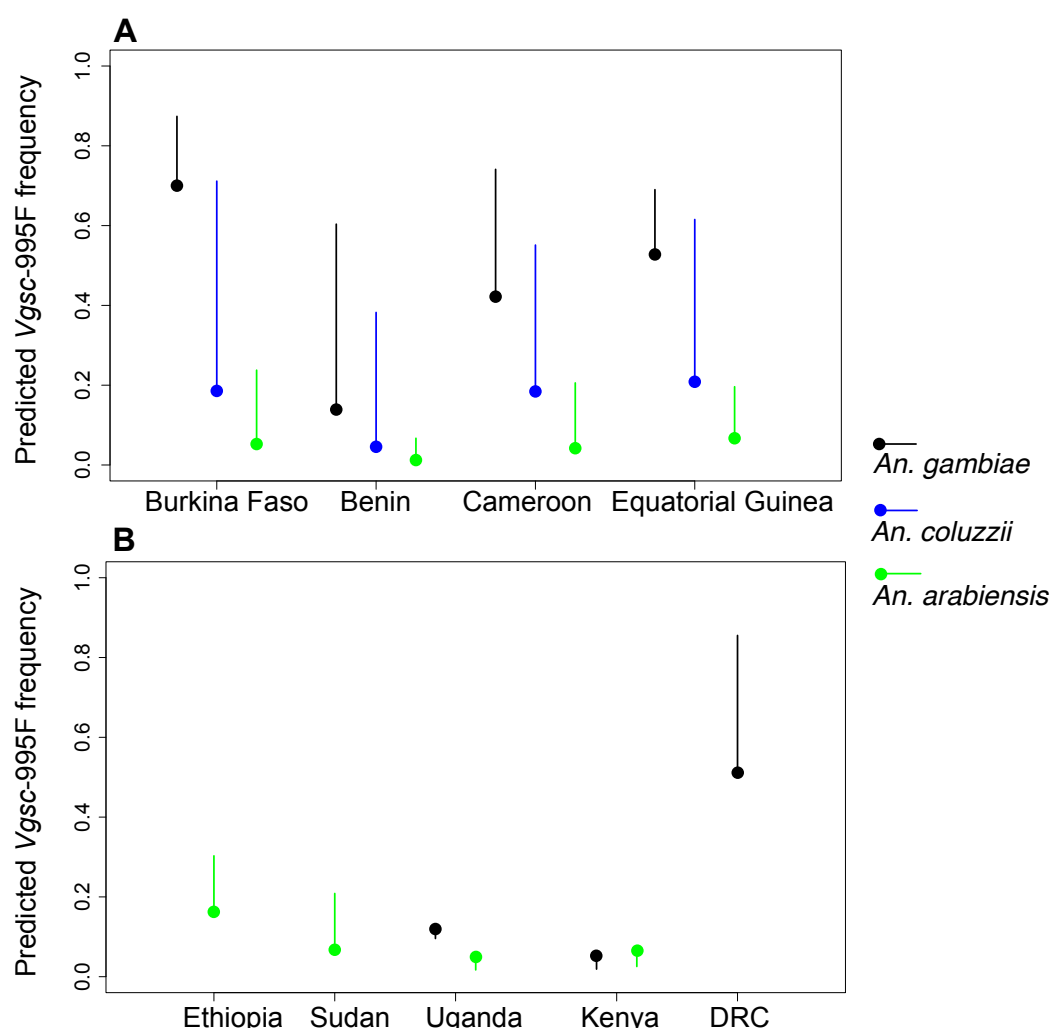 A
Predicted Vgsc-995F frequency
1.0
0.8
0.6
0.4
0.2
0.0
Burkina Faso Benin Cameroon Equatorial Guinea
An. gambiae
An. coluzzii
An. arabiensis
B
Predicted Vgsc-995F frequency
1.0
0.8
0.6
0.4
0.2
0.0
Ethiopia Sudan Uganda Kenya DRC